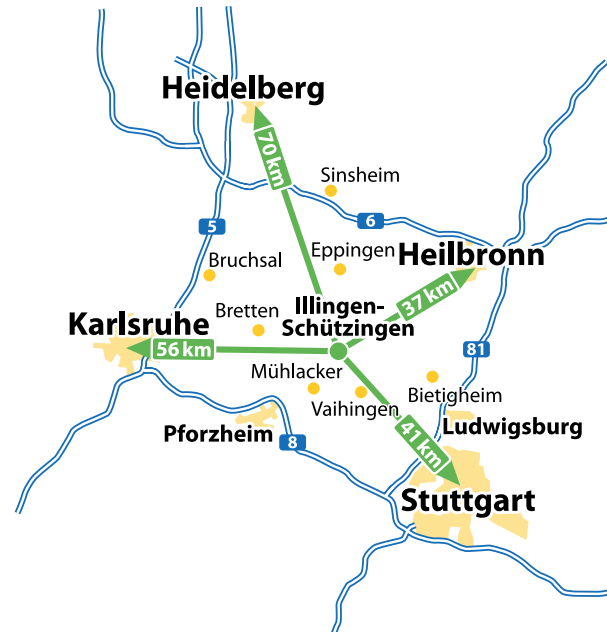 Heidelberg
70 km
Sinsheim
5
6
Eppingen
Heilbronn
Bruchsal
37 km
Bretten
Illingen-
Schützingen
Karlsruhe
56 km
81
Mühlacker
Bietigheim
Vaihingen
Ludwigsburg
Pforzheim
8
41 km
Stuttgart